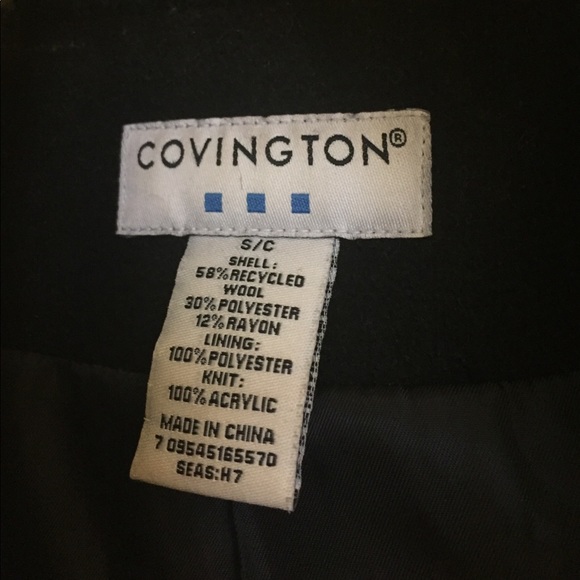 COVINGTON®
S/C
SHELL:
58%RECYCLED
WOOL
30%POLYESTER
12%RAYON
LINING:
100%POLYESTER
KNIT:
100%ACRYLIC
MADE IN CHINA
7 09545165570
SEAS:H7